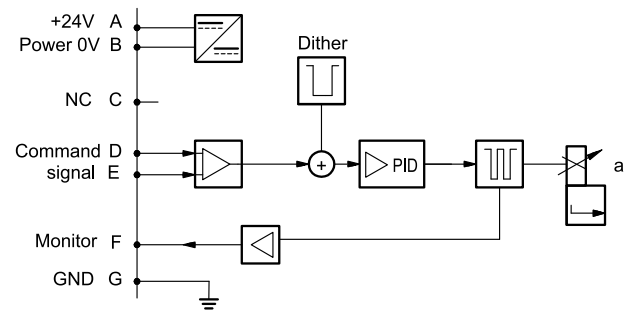 +24V A
Power 0V B
Dither
NC C
Command D
signal E
PID
a
Monitor F
GND G